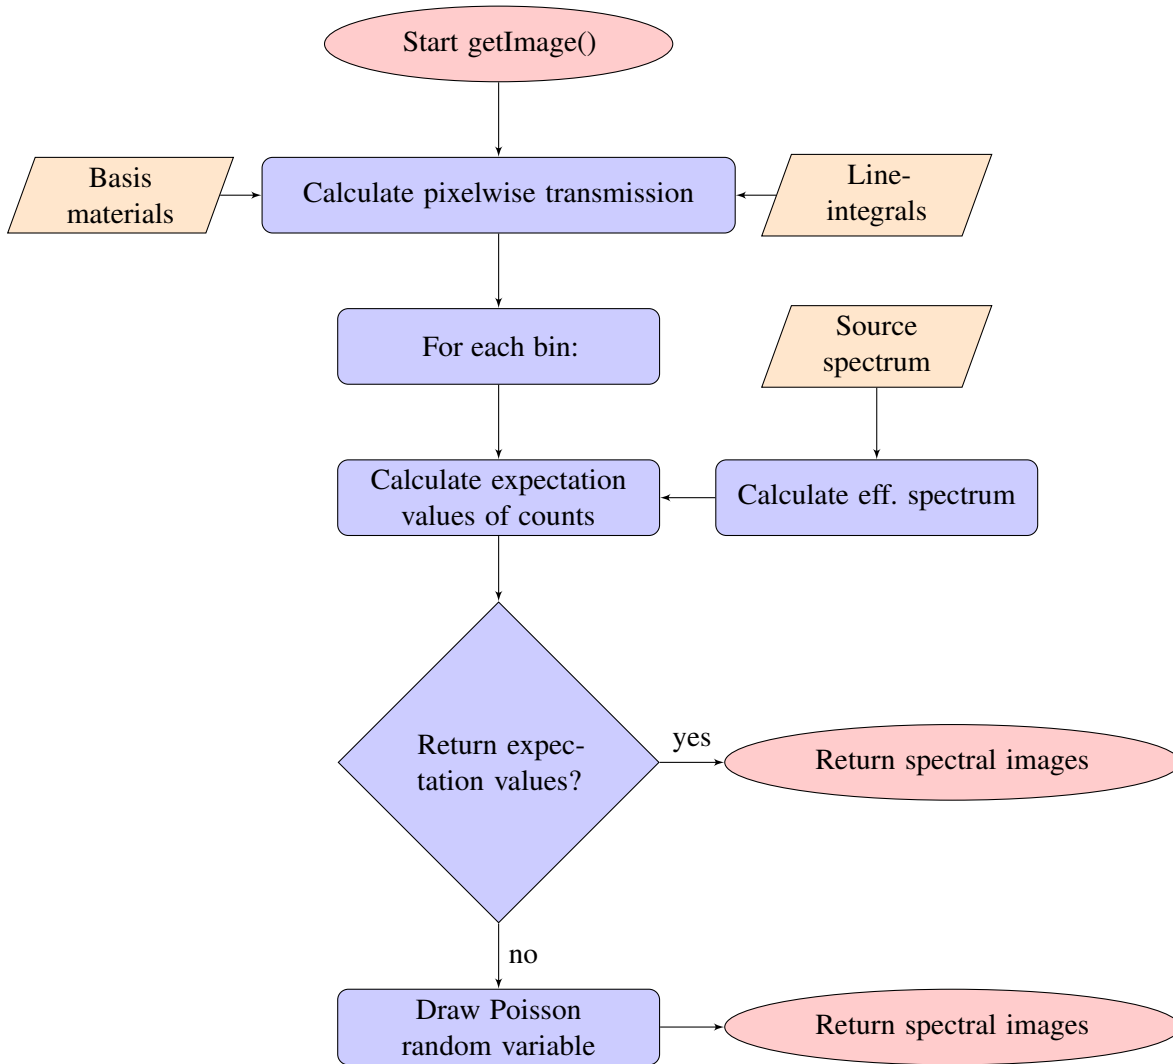 Start getImage()
Basis
materials
Calculate pixelwise transmission
Line-
integrals
For each bin:
Source
spectrum
Calculate expectation
values of counts
Calculate eff. spectrum
Return expec-
tation values?
yes
Return spectral images
no
Draw Poisson
random variable
Return spectral images